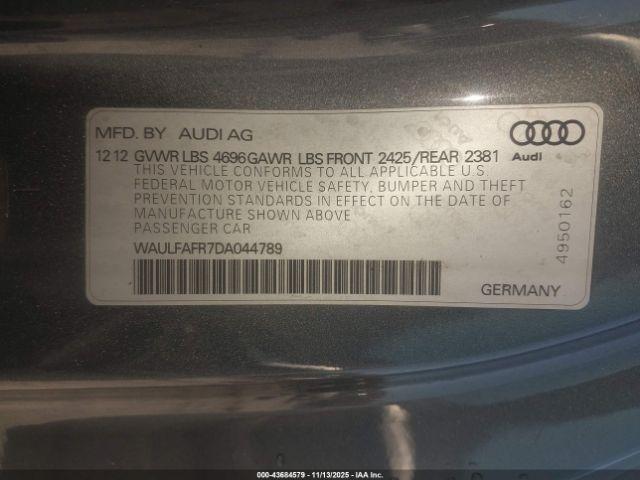 MFD. BY AUDI AG
12 12 GVWR LBS 4696 GAWR LBS FRONT 2425/REAR 2381
Audi
THIS VEHICLE CONFORMS TO ALL APPLICABLE U.S.
FEDERAL MOTOR VEHICLE SAFETY, BUMPER AND THEFT
PREVENTION STANDARDS IN EFFECT ON THE DATE OF
MANUFACTURE SHOWN ABOVE
PASSENGER CAR
WAULFAFR7DA044789
GERMANY
4950162
000-43684579 - 11/13/2025 - IAA Inc.